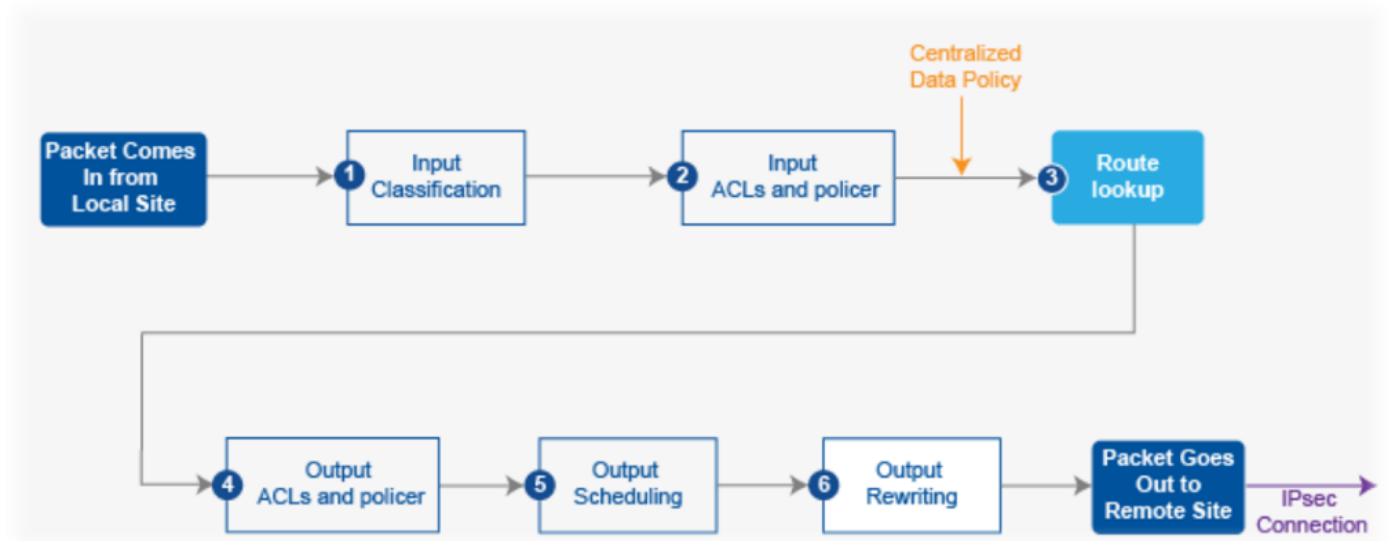 Centralized
Data Policy
Packet Comes
In from
Local Site
1
Input
Classification
2
Input
ACLs and policer
3
Route
lookup
4
Output
ACLs and policer
5
Output
Scheduling
6
Output
Rewriting
Packet Goes
Out to
Remote Site
IPsec
Connection